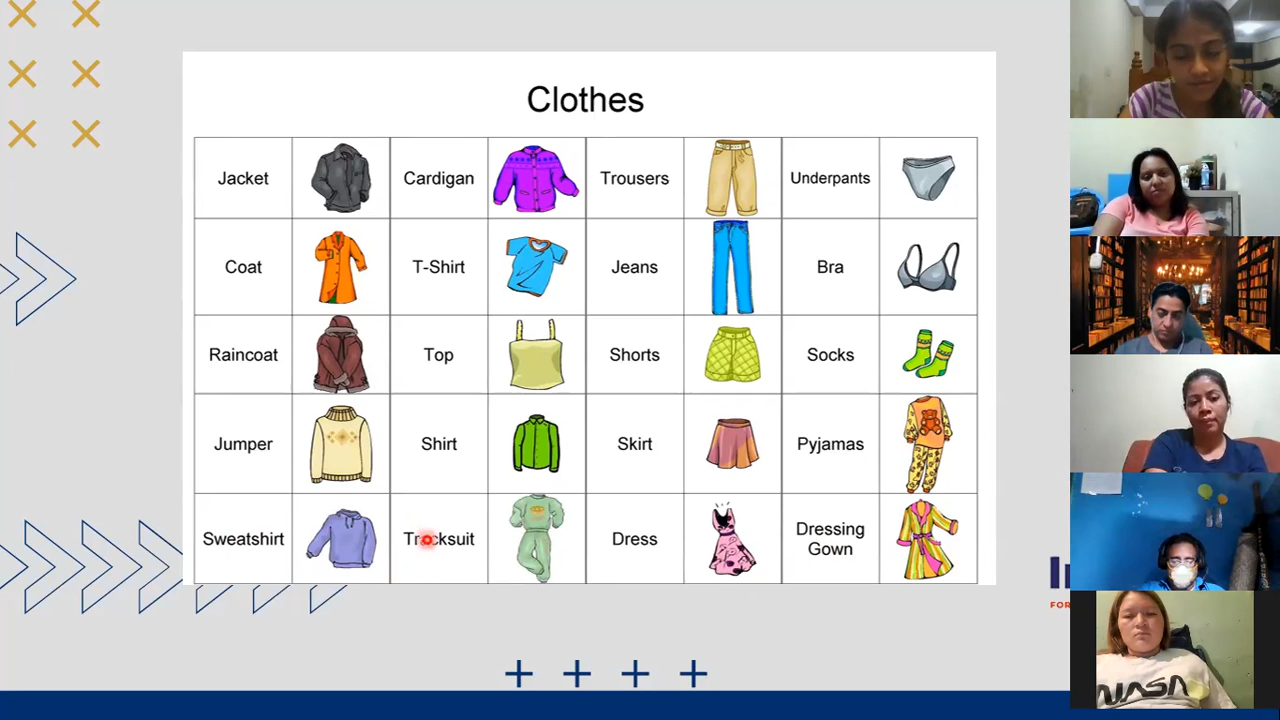 Clothes
Jacket Cardigan Trousers Underpants
Coat T-Shirt Jeans Bra
Raincoat Top Shorts Socks
Jumper Shirt Skirt Pyjamas
Sweatshirt Tracksuit Dress Dressing
Gown
FOR
NASA